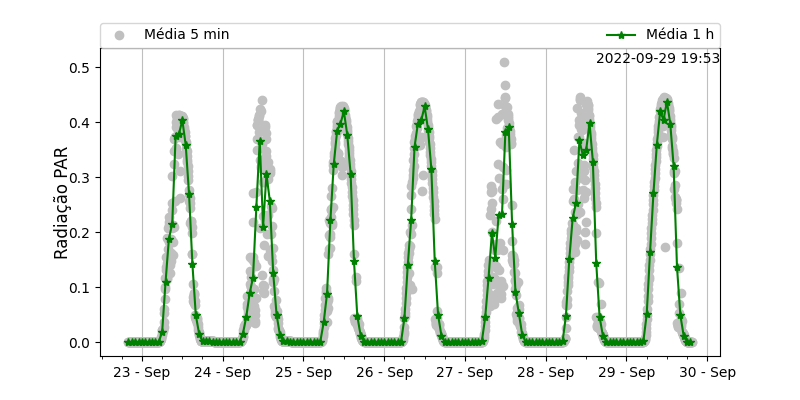 Média 5 min
Média 1 h
2022-09-29 19:53
Radiação PAR
0.5
0.4
0.3
0.2
0.1
0.0
23 - Sep
24 - Sep
25 - Sep
26 - Sep
27 - Sep
28 - Sep
29 - Sep
30 - Sep